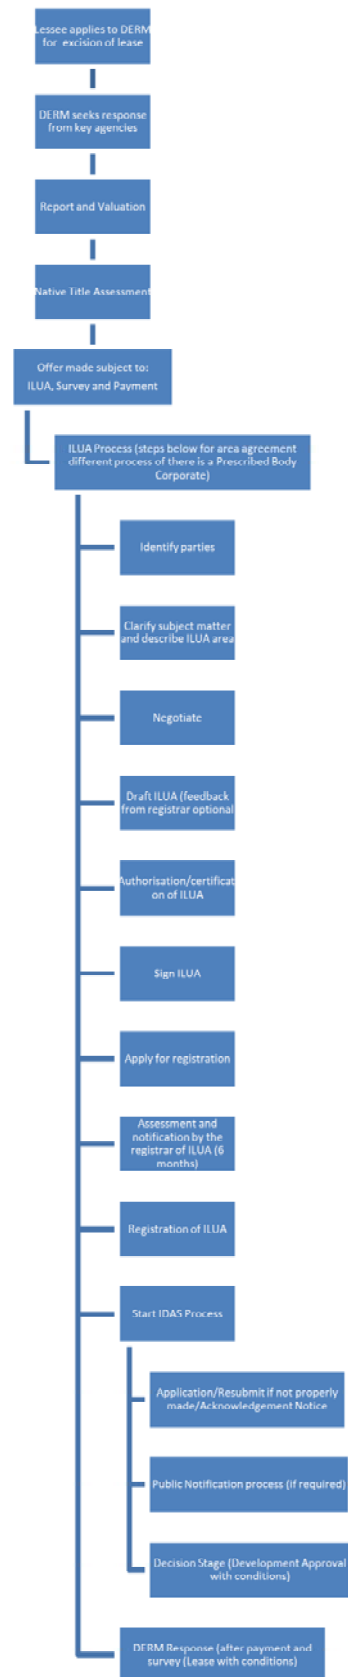 Lessee applies to DERM
for excision of lease
DERM seeks response
from key agencies
Report and Valuation
Native Title Assessment
Offer made subject to:
ILUA, Survey and Payment
ILUA Process (steps below for area agreement
different process of there is a Prescribed Body
Corporate)
Identify parties
Clarify subject matter
and describe ILUA area
Negotiate
Draft ILUA (feedback
from registrar optional
Authorisation/certificati
on of ILUA
Sign ILUA
Apply for registration
Assessment and
notification by the
registrar of ILUA (6
months)
Registration of ILUA
Start IDAS Process
Application/Resubmit if not properly
made/Acknowledgement Notice
Public Notification process (if required)
Decision Stage (Development Approval
with conditions)
DERM Response (after payment and
survey (Lease with conditions)